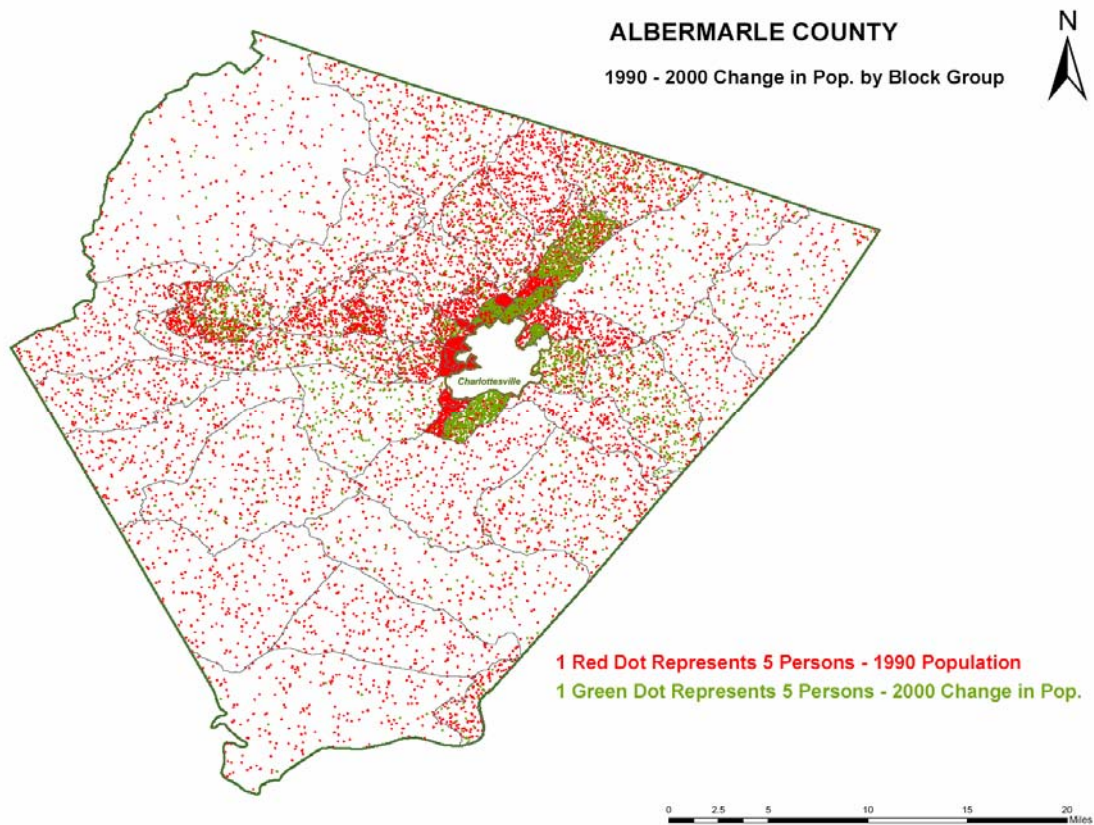 ALBERMARLE COUNTY
1990 - 2000 Change in Pop. by Block Group
N
Charlottesville
1 Red Dot Represents 5 Persons - 1990 Population
1 Green Dot Represents 5 Persons - 2000 Change in Pop.
0 2.5 5 10 15 20
Miles